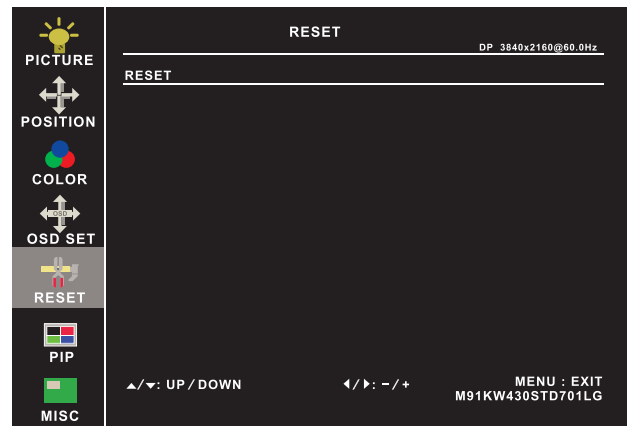 PICTURE
POSITION
COLOR
OSD
OSD SET
RESET
PIP
MISC
RESET
DP 3840x2160@60.0Hz
RESET
▲/▼: UP / DOWN
◀/▶: – / +
MENU : EXIT
M91KW430STD701LG